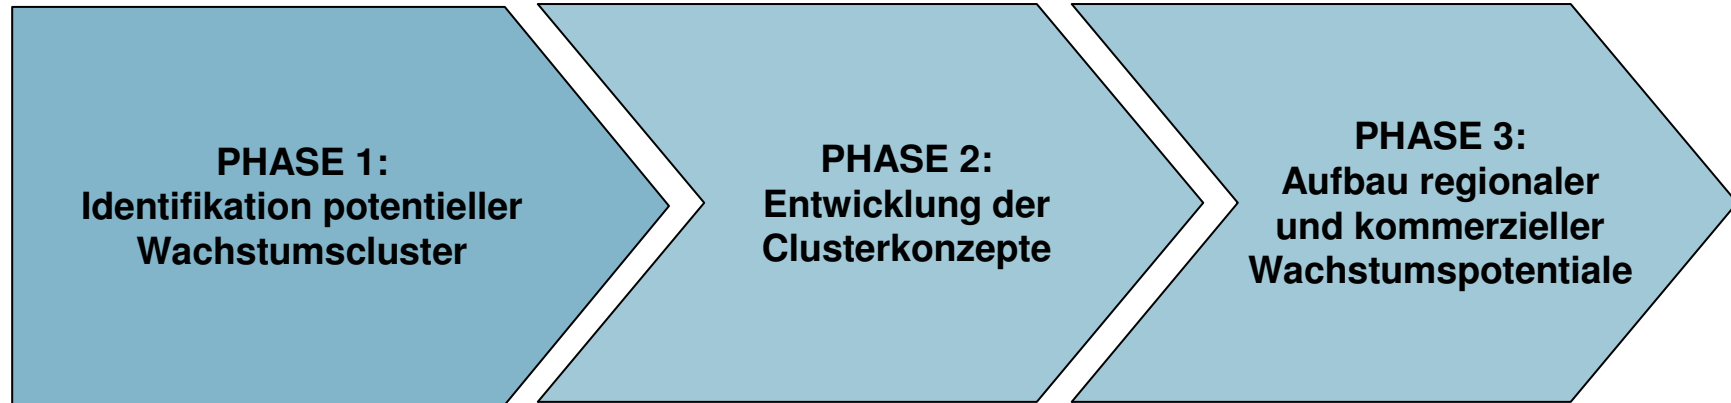 PHASE 1:
Identifikation potentieller
Wachstumscluster
PHASE 2:
Entwicklung der
Clusterkonzepte
PHASE 3:
Aufbau regionaler
und kommerzieller
Wachstumspotentiale